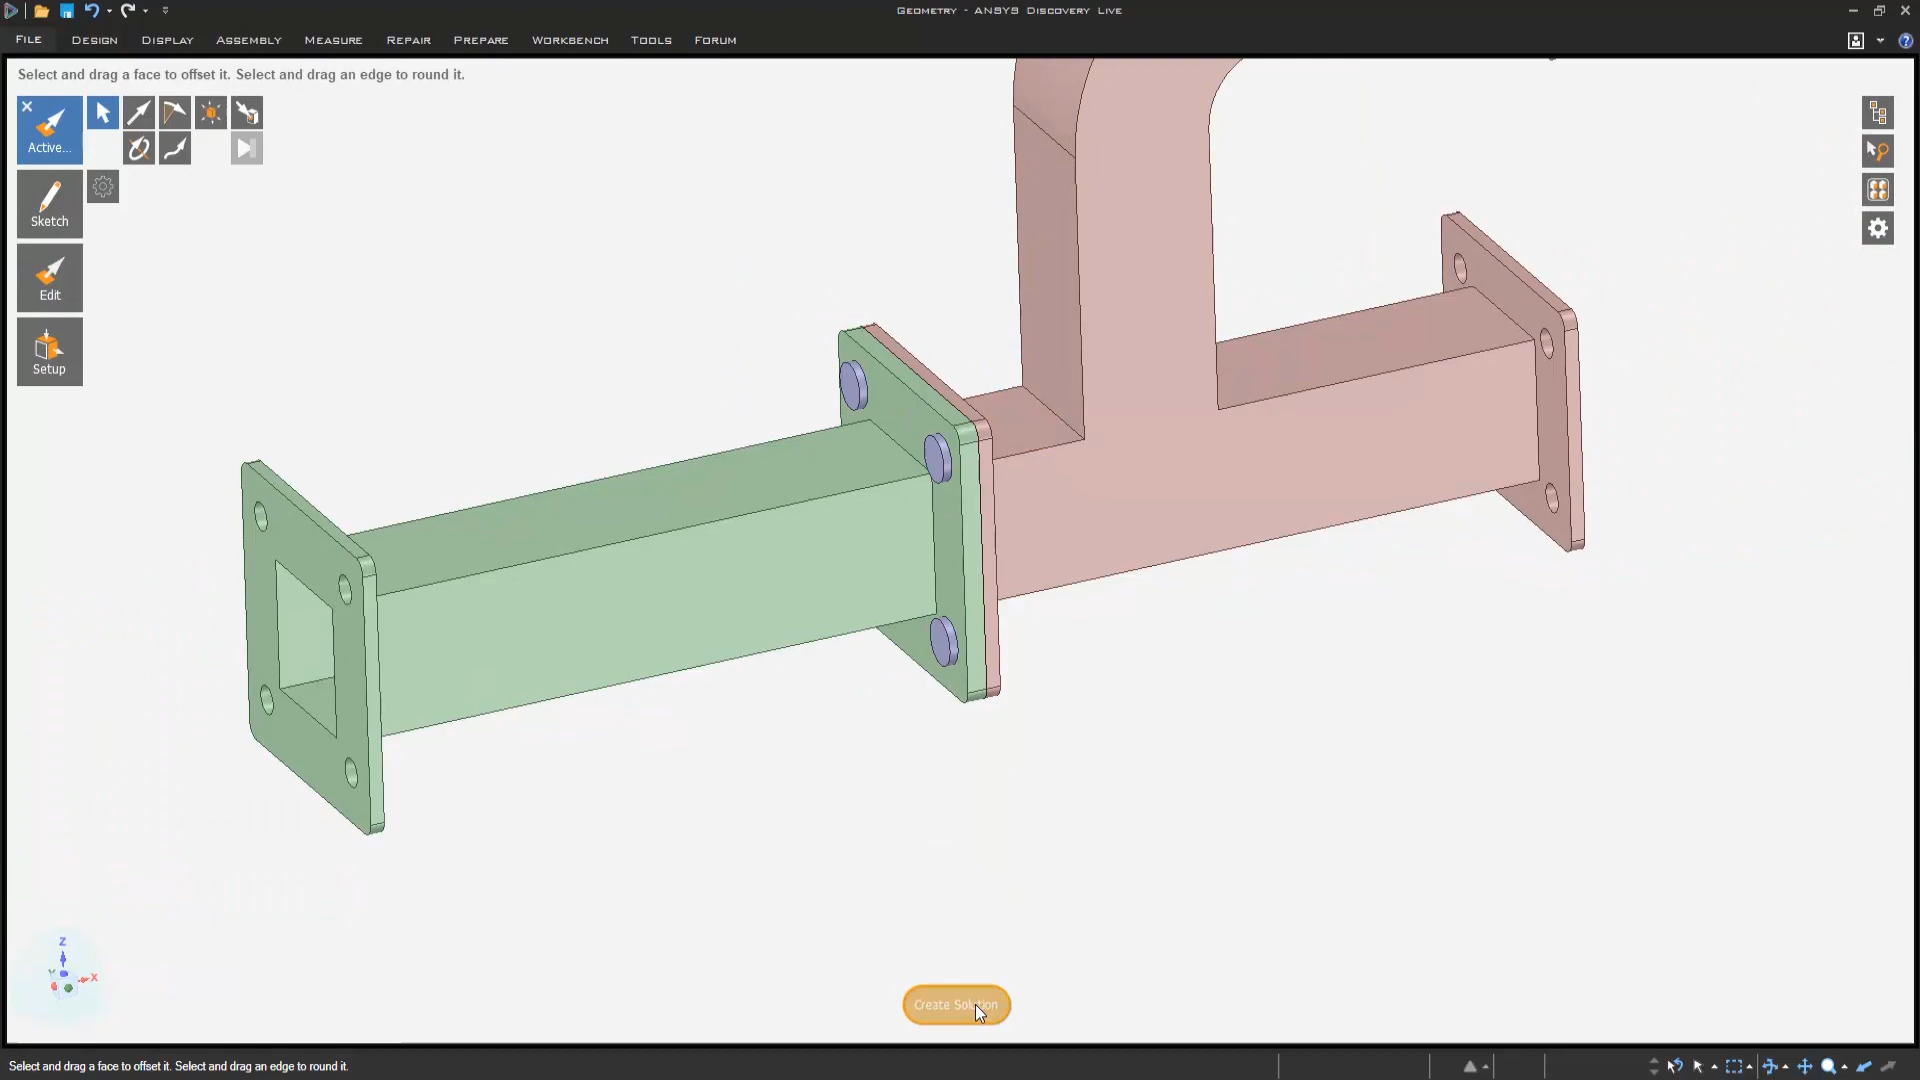 Geometry - ANSYS Discovery Live
FILE DESIGN DISPLAY ASSEMBLY MEASURE REPAIR PREPARE WORKBENCH TOOLS FORUM
Select and drag a face to offset it. Select and drag an edge to round it.
Active...
Sketch
Edit
Setup
Z
Y
X
Create Solution
Select and drag a face to offset it. Select and drag an edge to round it.